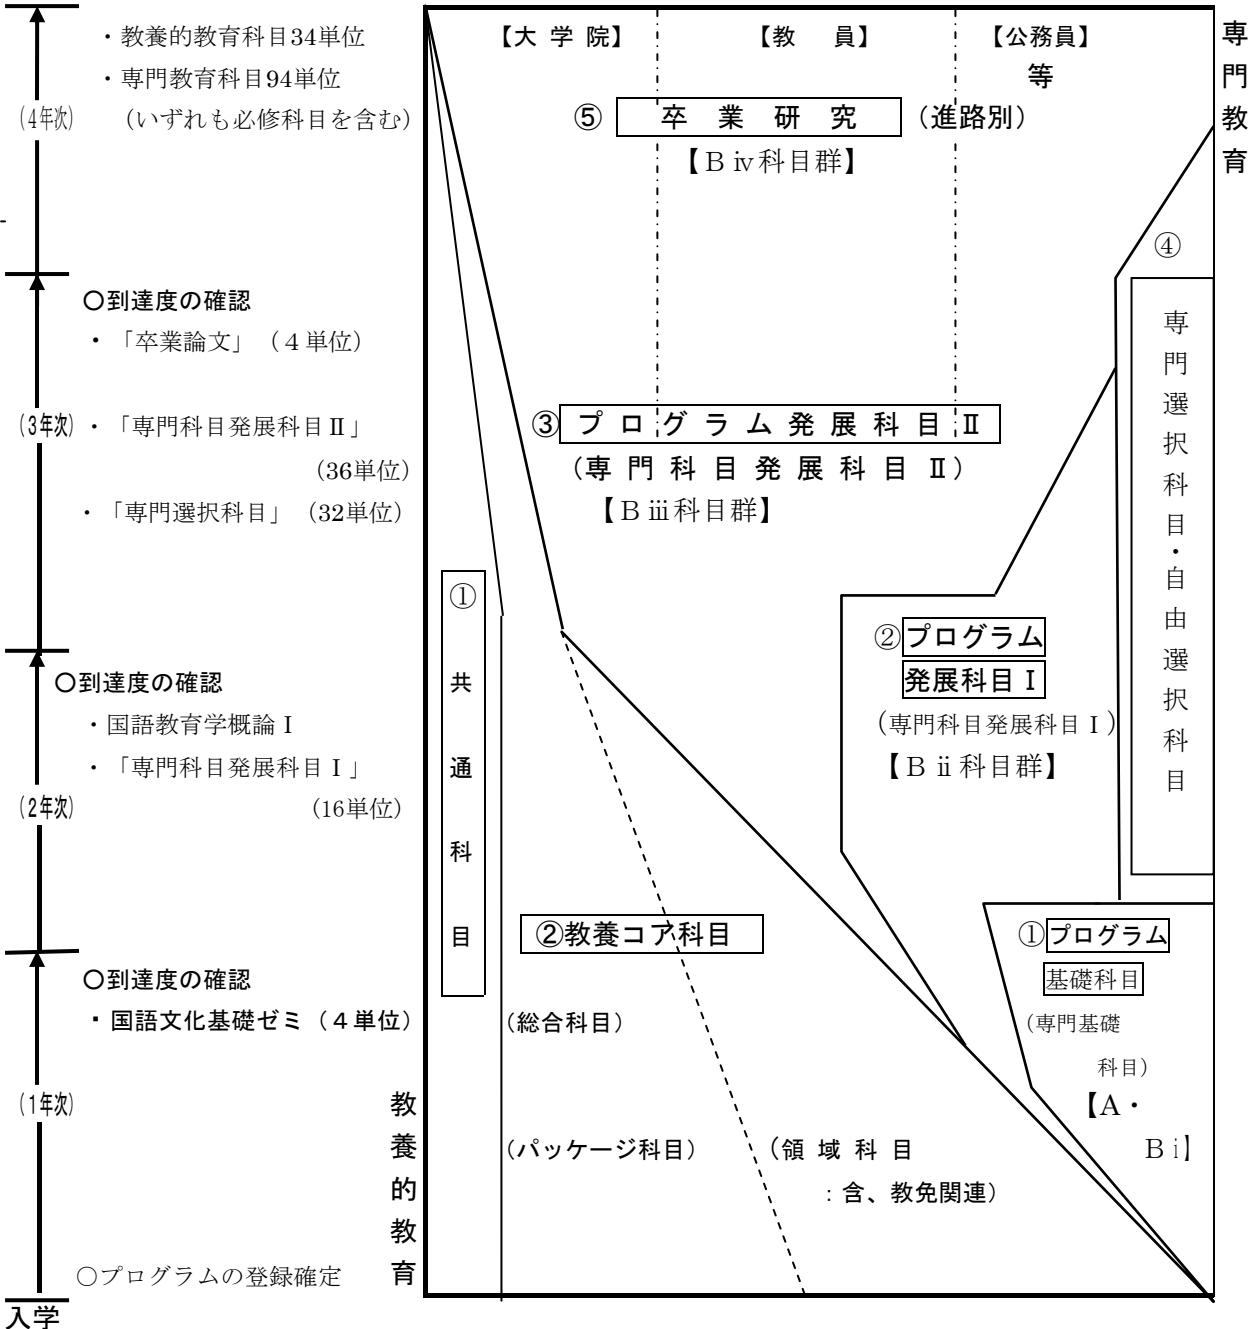 ・教養的教育科目34単位
・専門教育科目94単位
(4年次)
（いずれも必修科目を含む）
○到達度の確認
・「卒業論文」（４単位）
(3年次)
・「専門科目発展科目Ⅱ」
（36単位）
・「専門選択科目」（32単位）
○到達度の確認
・国語教育学概論Ⅰ
・「専門科目発展科目Ⅰ」
(2年次)
（16単位）
○到達度の確認
・国語文化基礎ゼミ（４単位）
(1年次)
○プログラムの登録確定
入学
教養的教育
【大 学 院】
【教　員】
【公務員】
等
⑤ 卒 業 研 究 （進路別）
【Ｂⅳ科目群】
専門教育
③ プ ロ グ ラ ム 発 展 科 目 Ⅱ
（専 門 科 目 発 展 科 目 Ⅱ）
【Ｂⅲ科目群】
④
専門選択科目・自由選択科目
①
共通科目
②プログラム
発展科目Ⅰ
（専門科目発展科目Ⅰ）
【Ｂⅱ科目群】
②教養コア科目
（総合科目）
（パッケージ科目）
（領 域 科 目
：含、教免関連）
①プログラム
基礎科目
（専門基礎
科目）
【A・
Ｂⅰ】